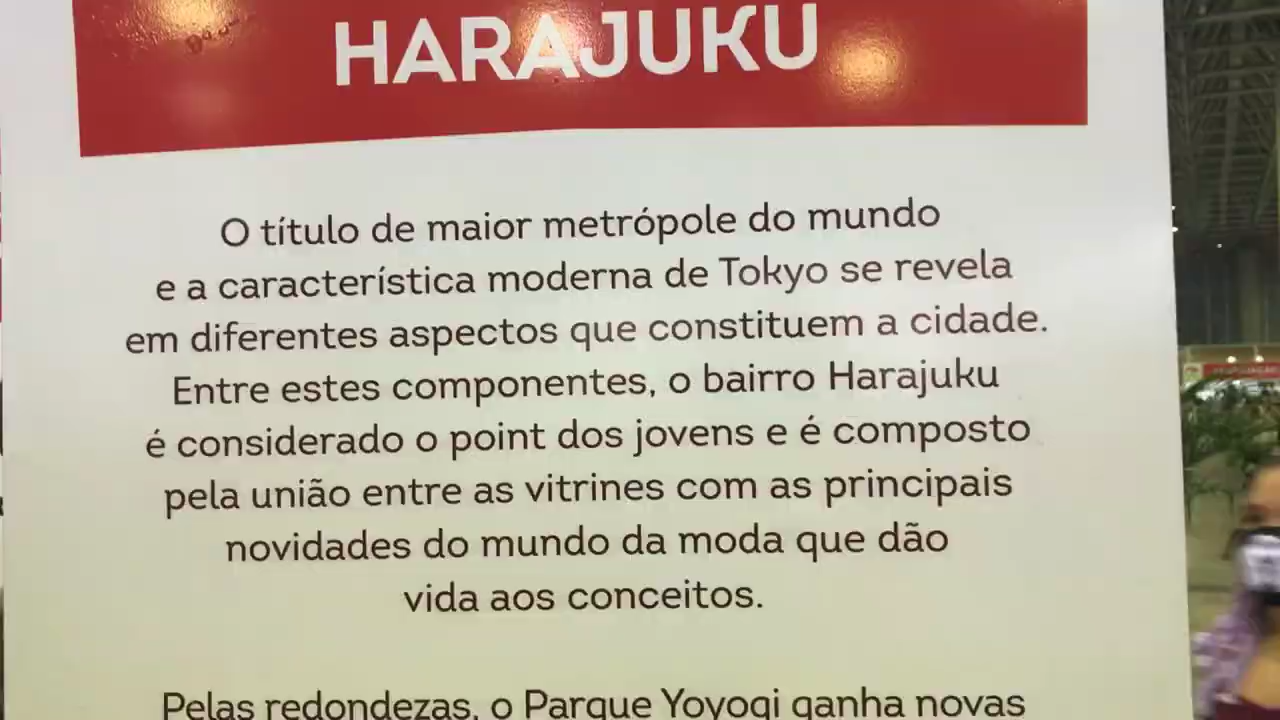 HARAJUKU
O título de maior metrópole do mundo
e a característica moderna de Tokyo se revela
em diferentes aspectos que constituem a cidade.
Entre estes componentes, o bairro Harajuku
é considerado o point dos jovens e é composto
pela união entre as vitrines com as principais
novidades do mundo da moda que dão
vida aos conceitos.
Pelas redondezas, o Parque Yoyogi ganha novas